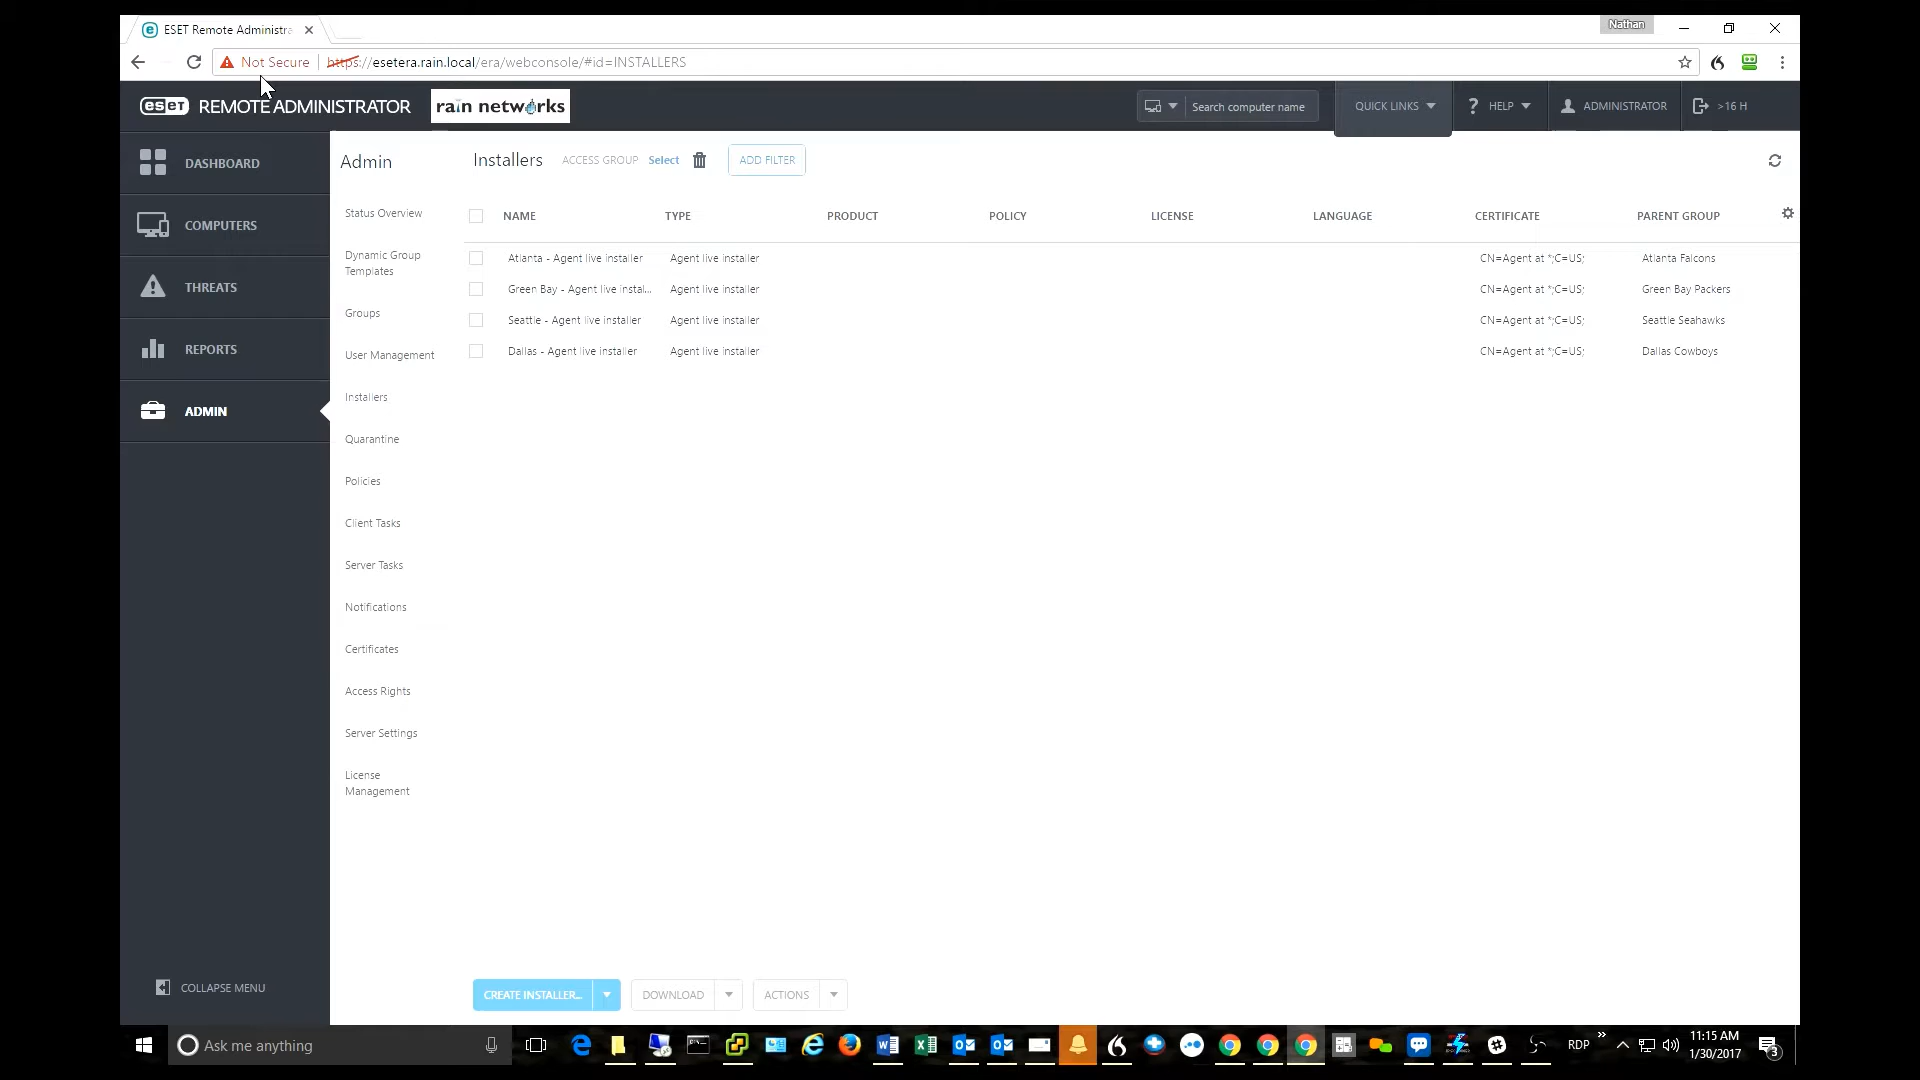 ESET Remote Administra
Nathan
Not Secure https://esetera.rain.local/era/webconsole/#id=INSTALLERS
eset REMOTE ADMINISTRATOR rain networks Search computer name QUICK LINKS ? HELP ADMINISTRATOR >16 H
DASHBOARD
COMPUTERS
THREATS
REPORTS
ADMIN
COLLAPSE MENU
Admin
Status Overview
Dynamic Group
Templates
Groups
User Management
Installers
Quarantine
Policies
Client Tasks
Server Tasks
Notifications
Certificates
Access Rights
Server Settings
License
Management
Installers ACCESS GROUP Select ADD FILTER
NAME TYPE PRODUCT POLICY LICENSE LANGUAGE CERTIFICATE PARENT GROUP
Atlanta - Agent live installer Agent live installer CN=Agent at *;C=US; Atlanta Falcons
Green Bay - Agent live instal... Agent live installer CN=Agent at *;C=US; Green Bay Packers
Seattle - Agent live installer Agent live installer CN=Agent at *;C=US; Seattle Seahawks
Dallas - Agent live installer Agent live installer CN=Agent at *;C=US; Dallas Cowboys
CREATE INSTALLER... DOWNLOAD ACTIONS
Ask me anything
RDP
11:15 AM
1/30/2017
3